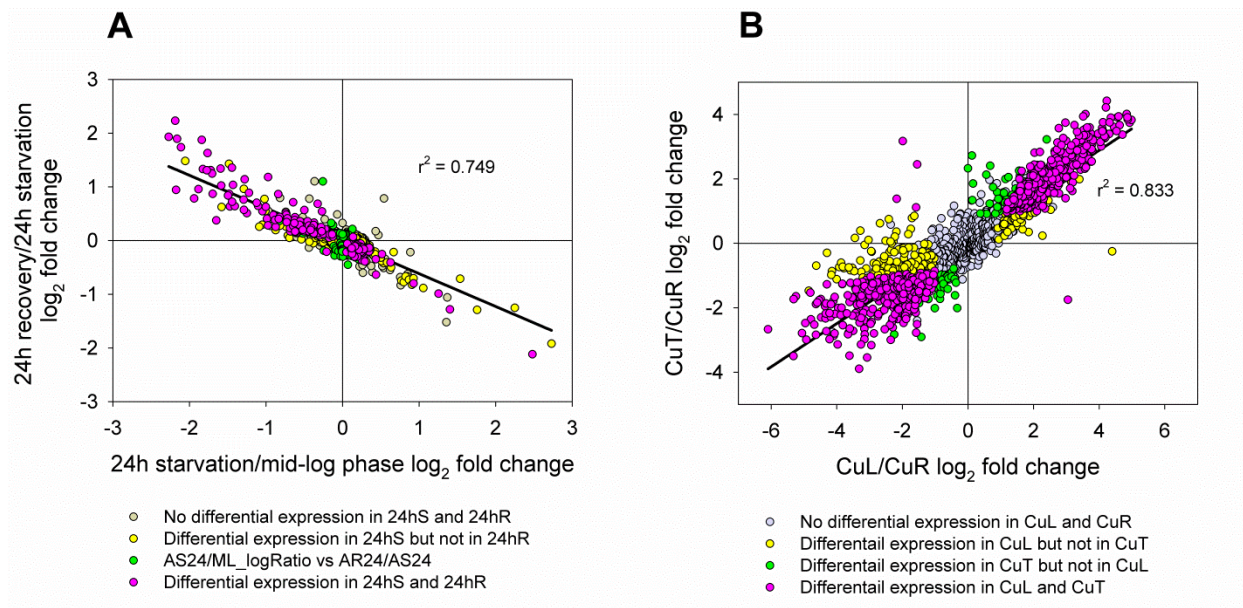 A
24h recovery/24h starvation
log2 fold change
3
2
1
0
-1
-2
-3
r2 = 0.749
-3 -2 -1 0 1 2 3
24h starvation/mid-log phase log2 fold change
No differential expression in 24hS and 24hR
Differential expression in 24hS but not in 24hR
AS24/ML_logRatio vs AR24/AS24
Differential expression in 24hS and 24hR
B
CuT/CuR log2 fold change
4
2
0
-2
-4
r2 = 0.833
-6 -4 -2 0 2 4 6
CuL/CuR log2 fold change
No differential expression in CuL and CuR
Differentail expression in CuL but not in CuT
Differentail expression in CuT but not in CuL
Differentail expression in CuL and CuT